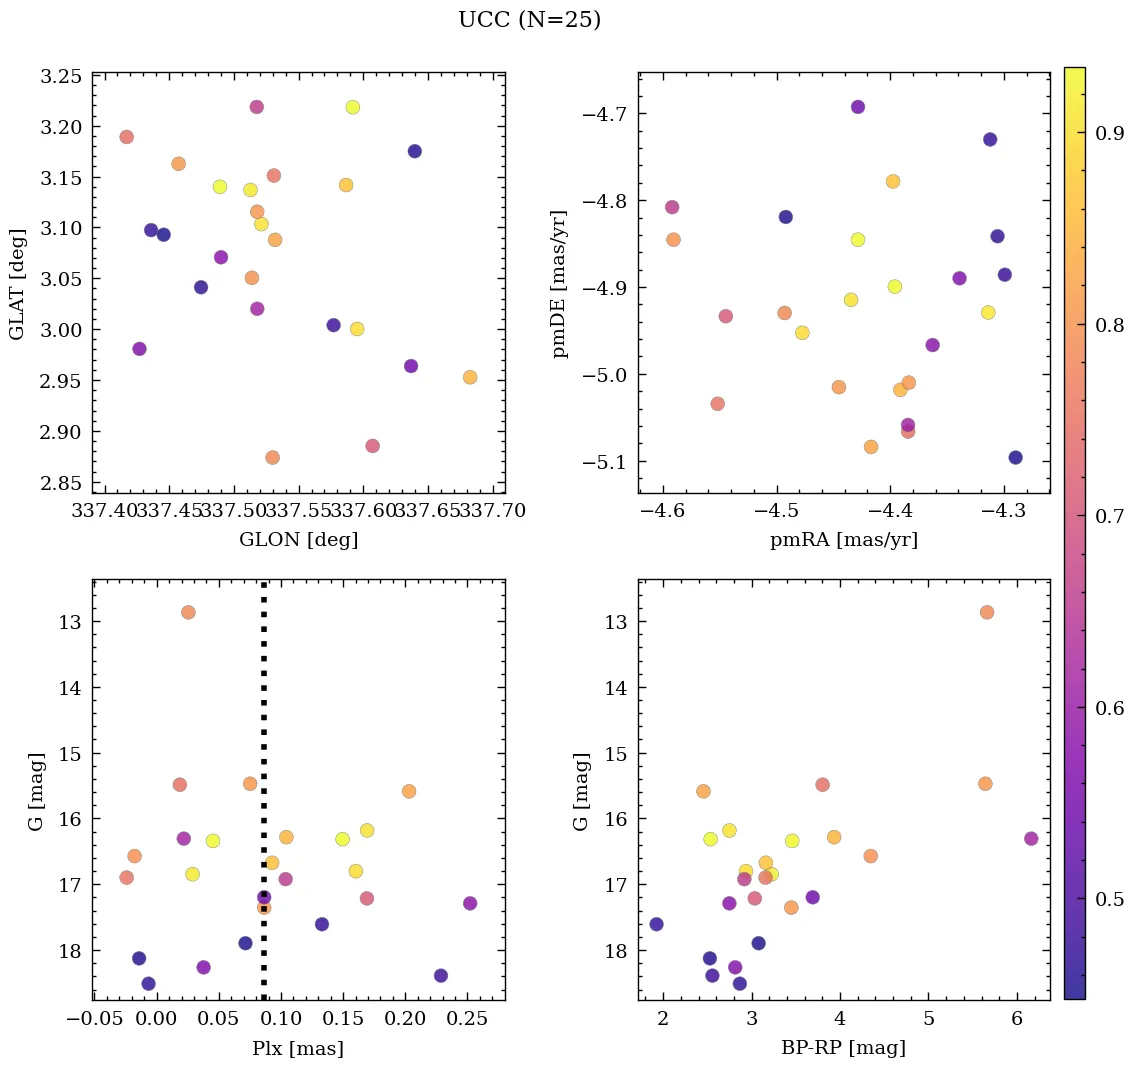 UCC (N=25)
3.25
3.20
3.15
3.10
3.05
3.00
2.95
2.90
2.85
GLAT [deg]
337.40 337.45 337.50 337.55 337.60 337.65 337.70
GLON [deg]
−4.7
−4.8
−4.9
−5.0
−5.1
pmDE [mas/yr]
−4.6 −4.5 −4.4 −4.3
pmRA [mas/yr]
0.9
0.8
0.7
0.6
0.5
13
14
15
16
17
18
G [mag]
−0.05 0.00 0.05 0.10 0.15 0.20 0.25
Plx [mas]
13
14
15
16
17
18
G [mag]
2 3 4 5 6
BP-RP [mag]